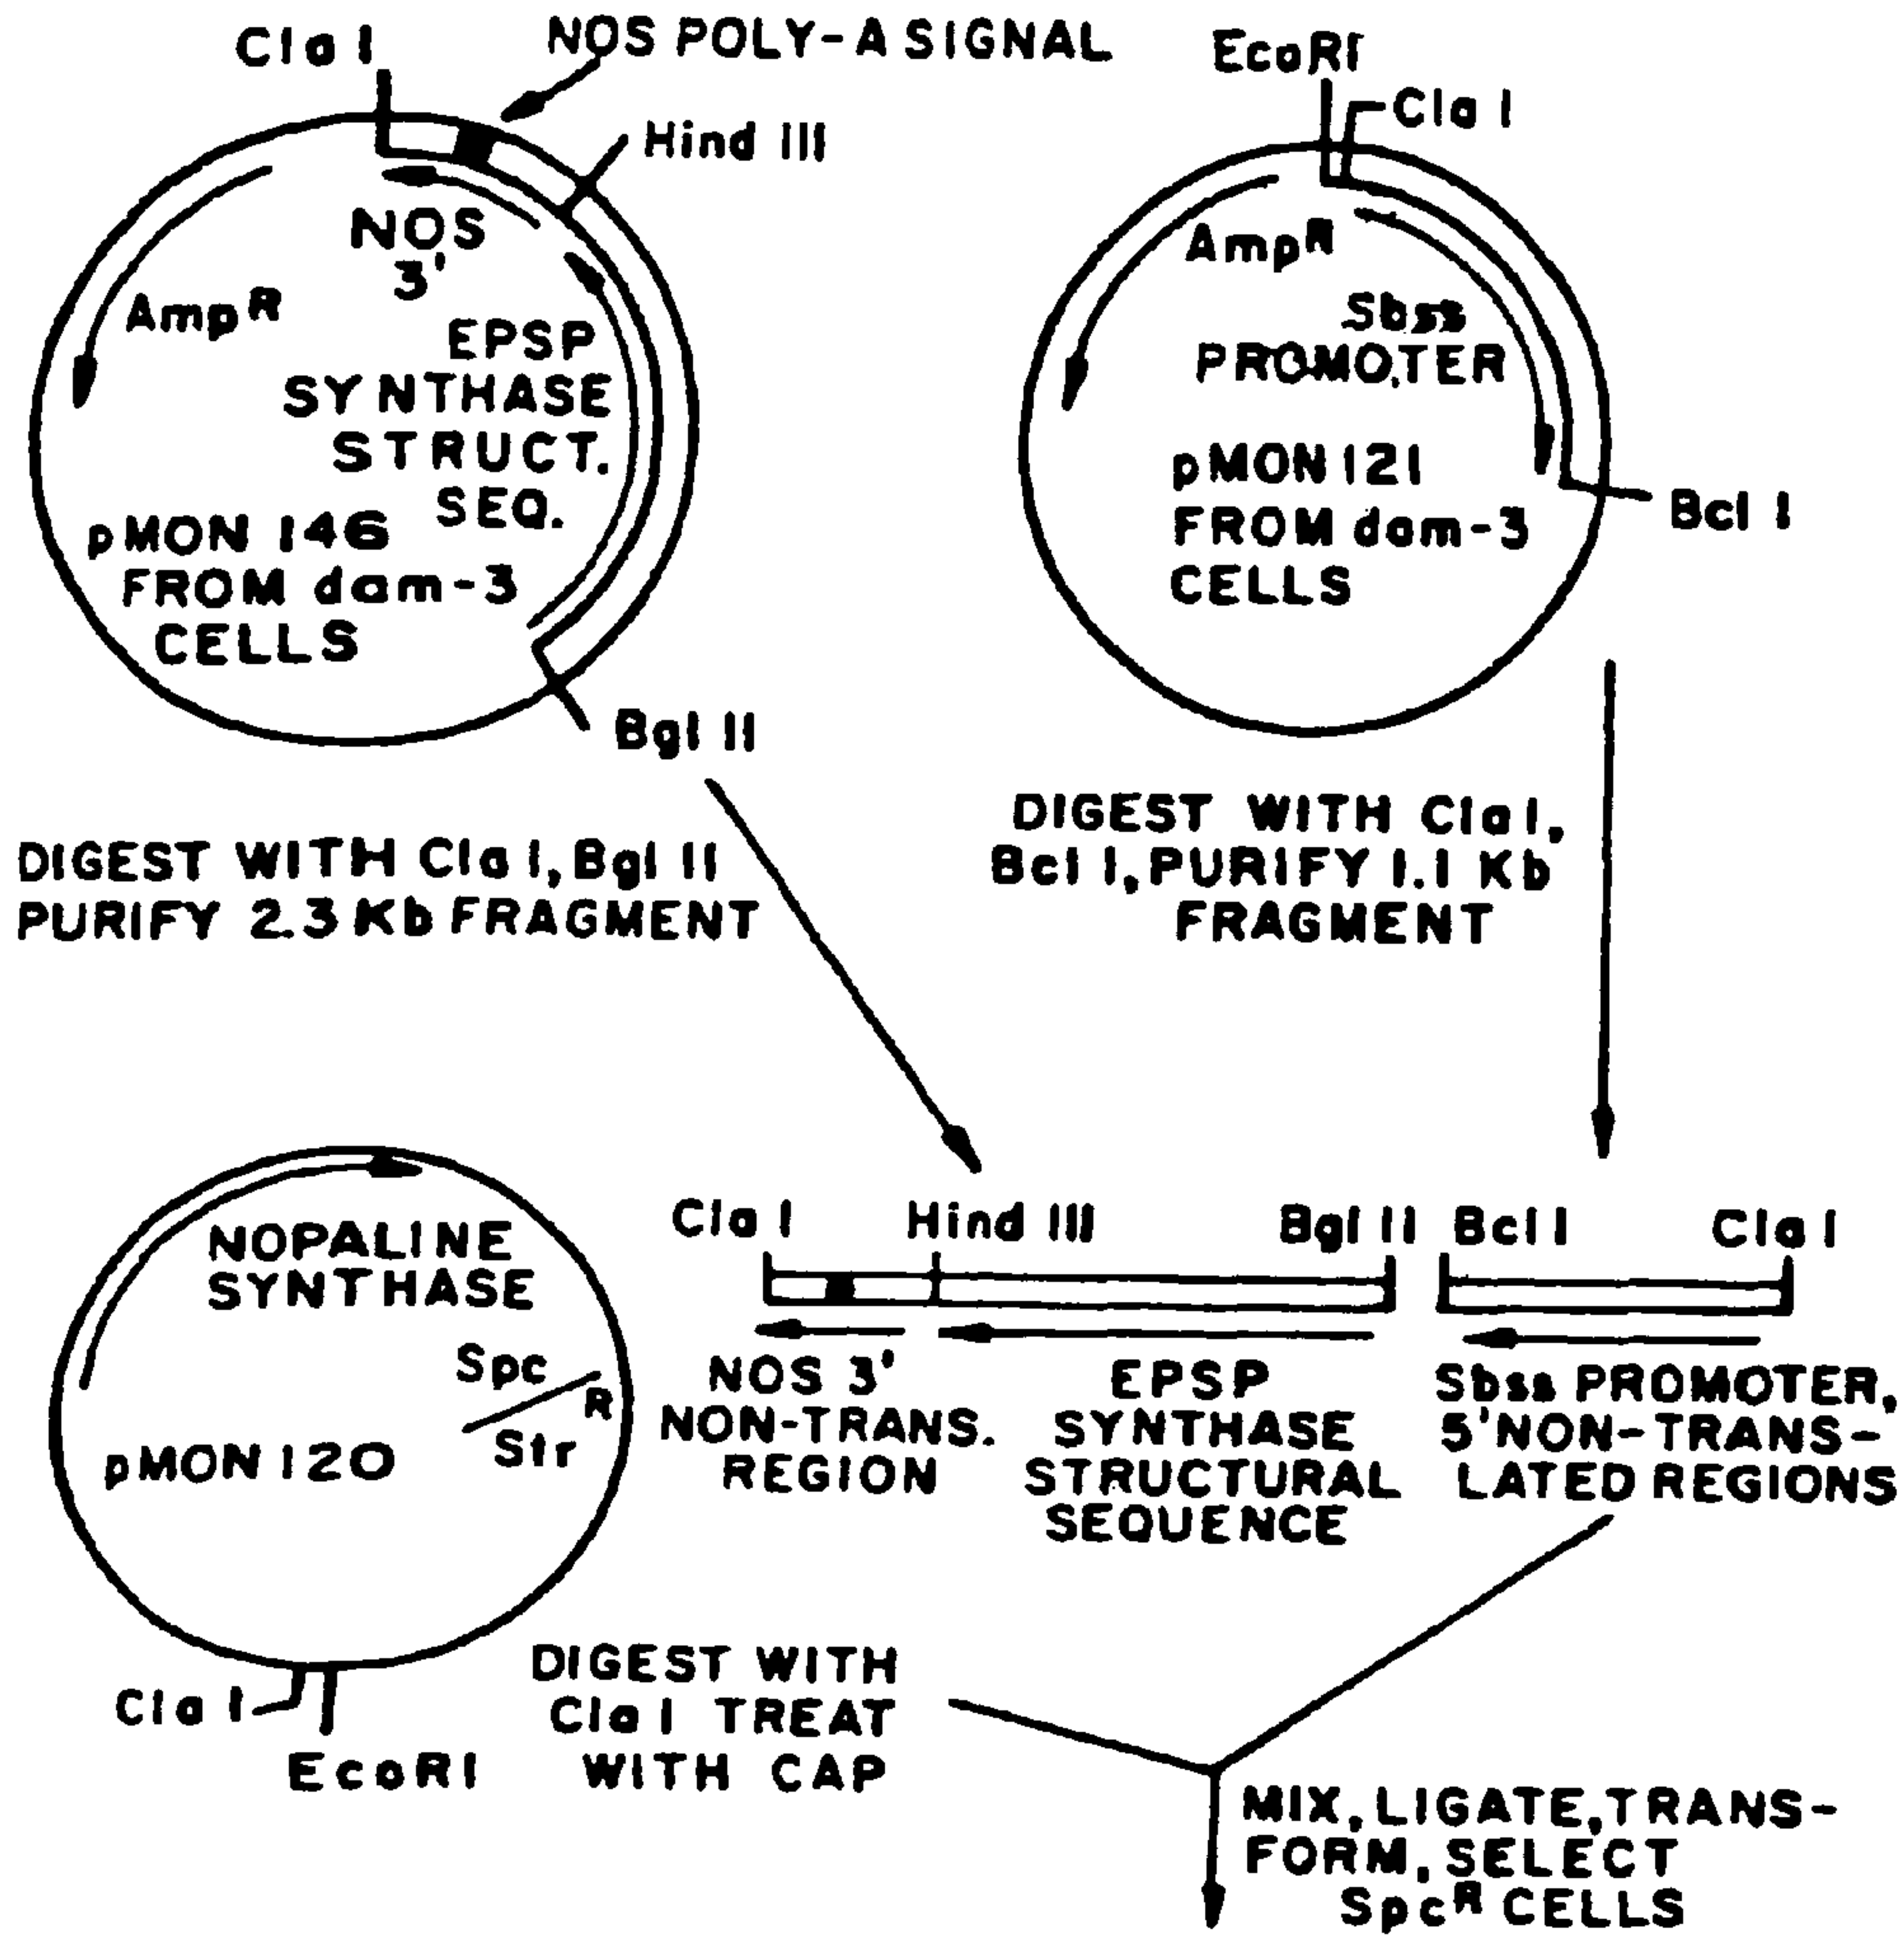 Cla I
NOS POLY-A SIGNAL
Hind III
NOS
3'
AmpR
EPSP
SYNTHASE
STRUCT.
SEQ.
pMON 146
FROM dam-3
CELLS
Bgl II
DIGEST WITH Cla I, Bgl II
PURIFY 2.3 Kb FRAGMENT
EcoRI
Cla I
AmpR
Sbss
PROMOTER
pMON 121
FROM dam-3
CELLS
Bcl I
DIGEST WITH Cla I,
Bcl I, PURIFY 1.1 Kb
FRAGMENT
NOPALINE
SYNTHASE
Spc
R
Str
pMON 120
Cla I
EcoRI
DIGEST WITH
Cla I TREAT
WITH CAP
Cla I Hind III Bgl II Bcl I Cla I
NOS 3'
NON-TRANS.
REGION
EPSP
SYNTHASE
STRUCTURAL
SEQUENCE
Sbss PROMOTER,
5' NON-TRANS-
LATED REGIONS
MIX, LIGATE, TRANS-
FORM, SELECT
SpcR CELLS